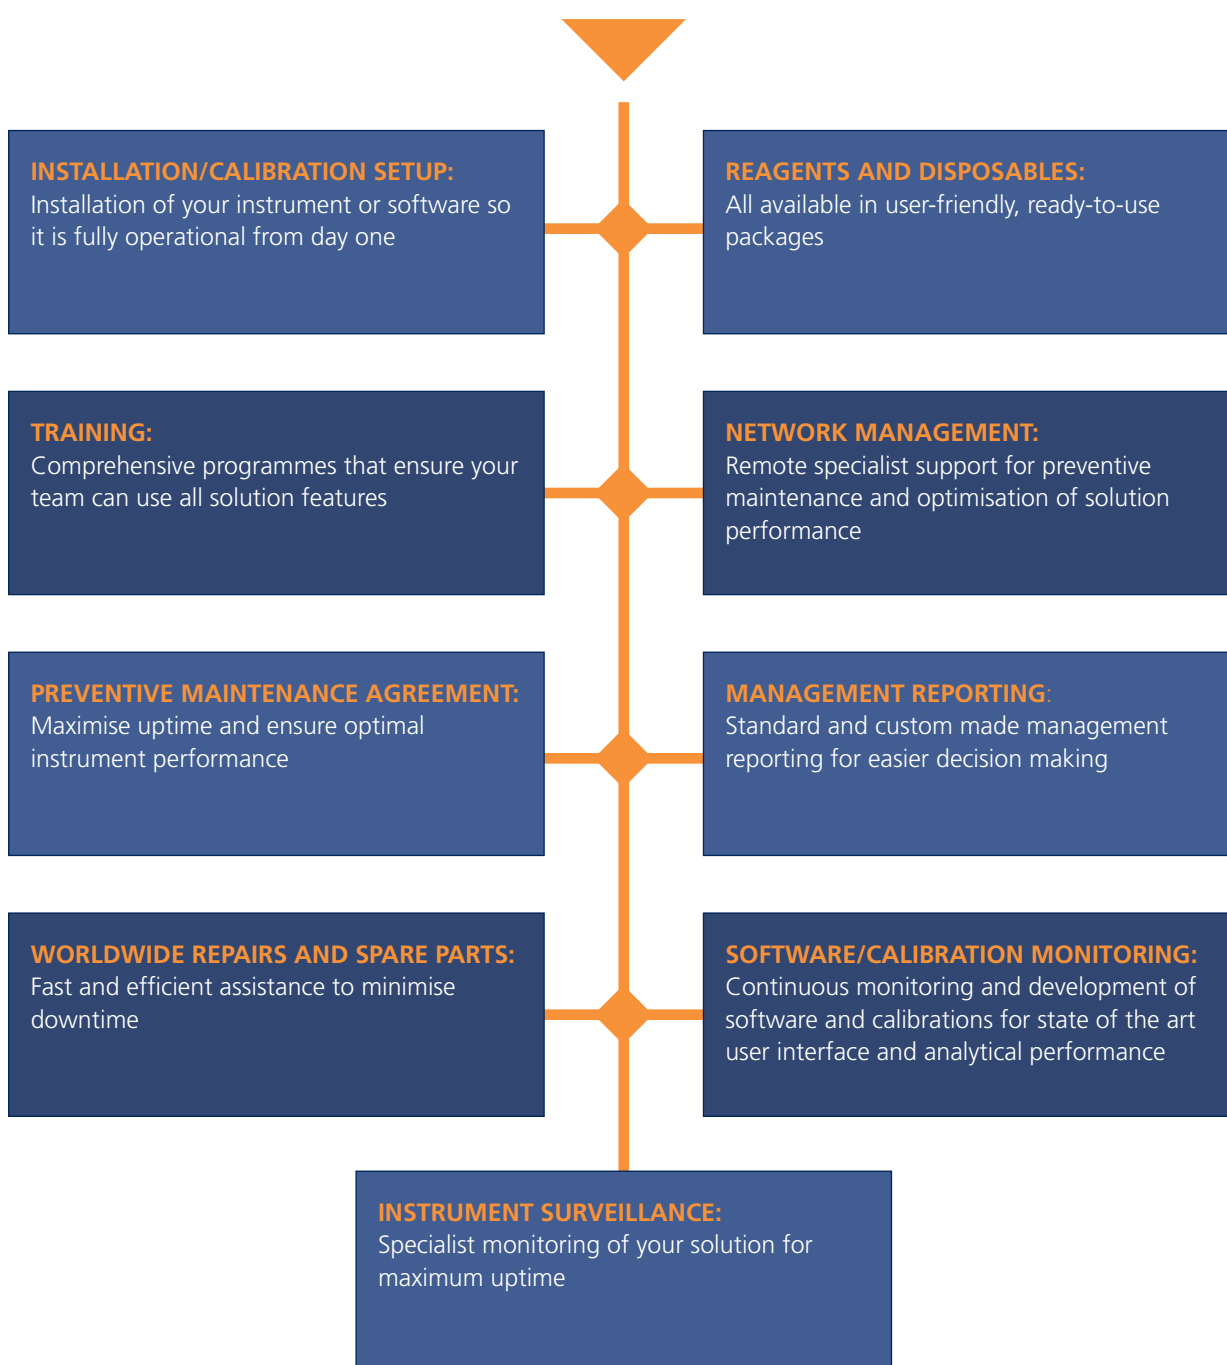 INSTALLATION/CALIBRATION SETUP:
Installation of your instrument or software so
it is fully operational from day one
REAGENTS AND DISPOSABLES:
All available in user-friendly, ready-to-use
packages
TRAINING:
Comprehensive programmes that ensure your
team can use all solution features
NETWORK MANAGEMENT:
Remote specialist support for preventive
maintenance and optimisation of solution
performance
PREVENTIVE MAINTENANCE AGREEMENT:
Maximise uptime and ensure optimal
instrument performance
MANAGEMENT REPORTING:
Standard and custom made management
reporting for easier decision making
WORLDWIDE REPAIRS AND SPARE PARTS:
Fast and efficient assistance to minimise
downtime
SOFTWARE/CALIBRATION MONITORING:
Continuous monitoring and development of
software and calibrations for state of the art
user interface and analytical performance
INSTRUMENT SURVEILLANCE:
Specialist monitoring of your solution for
maximum uptime